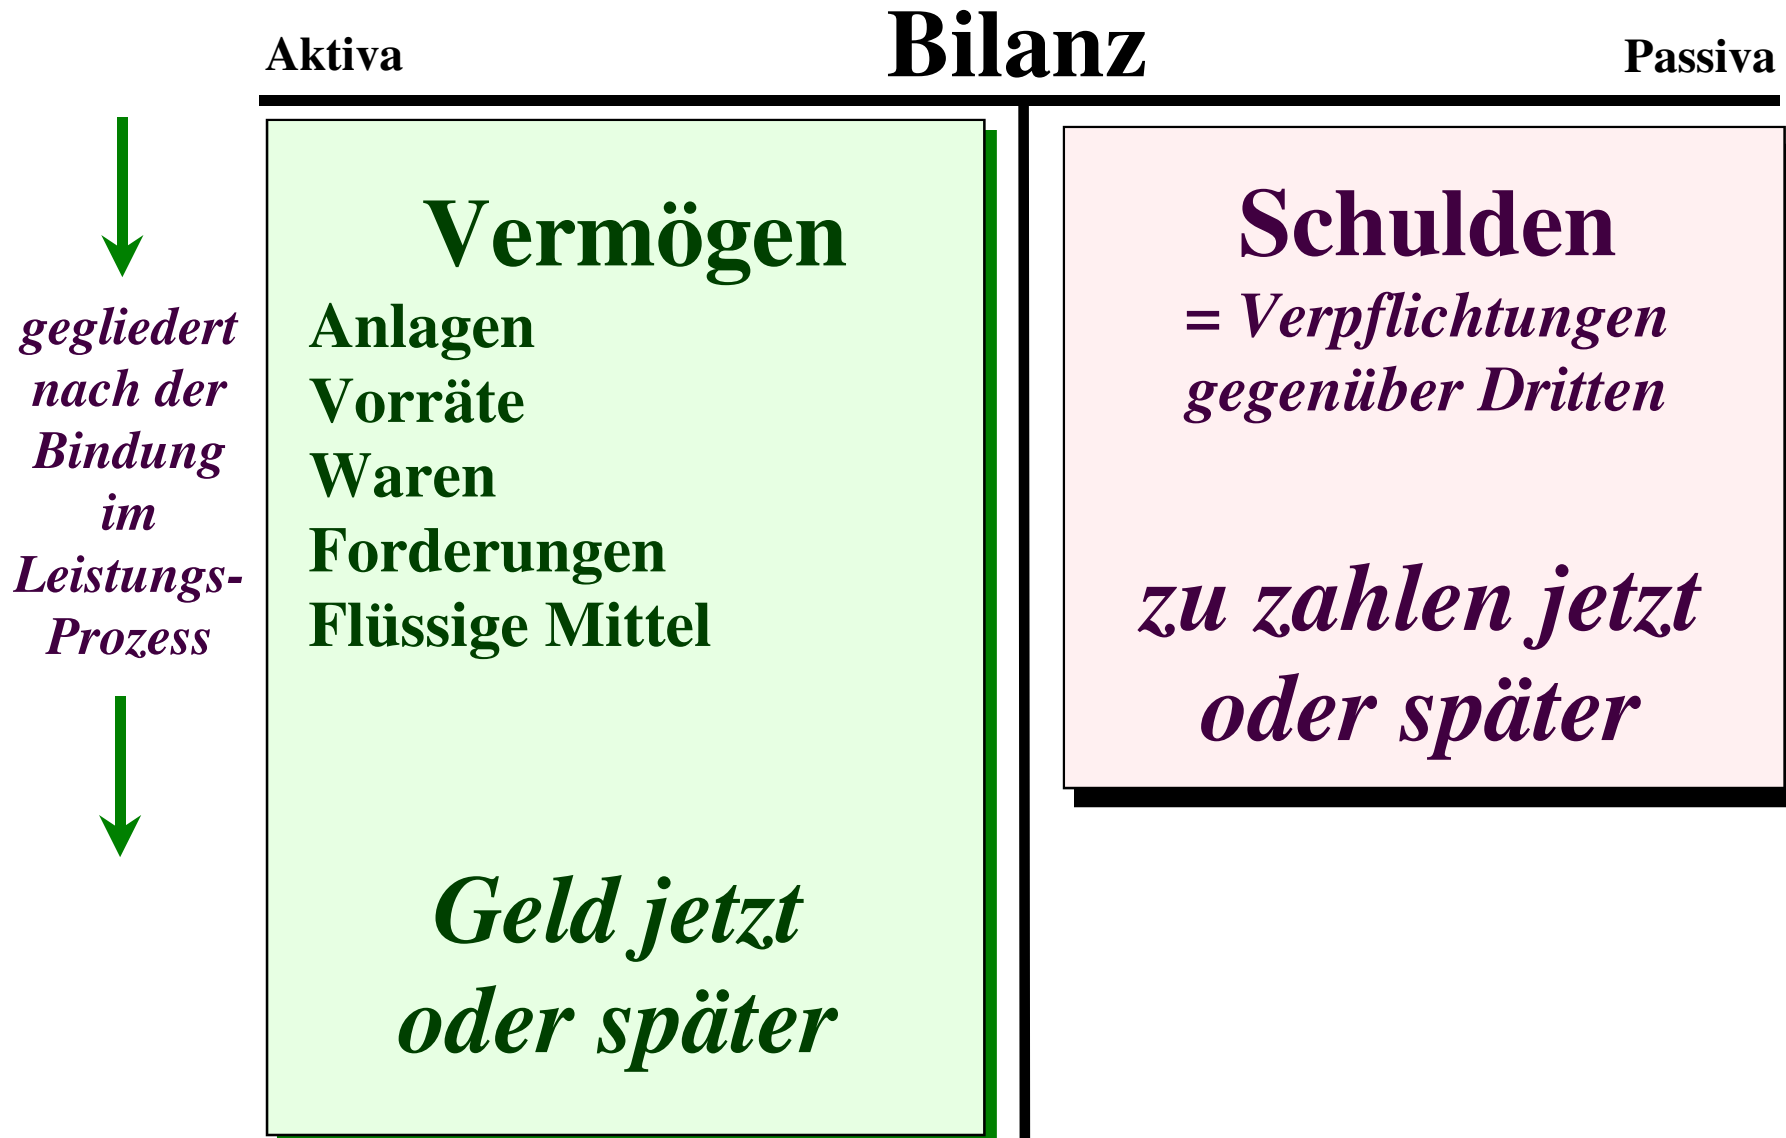 Aktiva
Bilanz
Passiva
gegliedert
nach der
Bindung
im
Leistungs-
Prozess
Vermögen
Anlagen
Vorräte
Waren
Forderungen
Flüssige Mittel
Geld jetzt
oder später
Schulden
= Verpflichtungen
gegenüber Dritten
zu zahlen jetzt
oder später